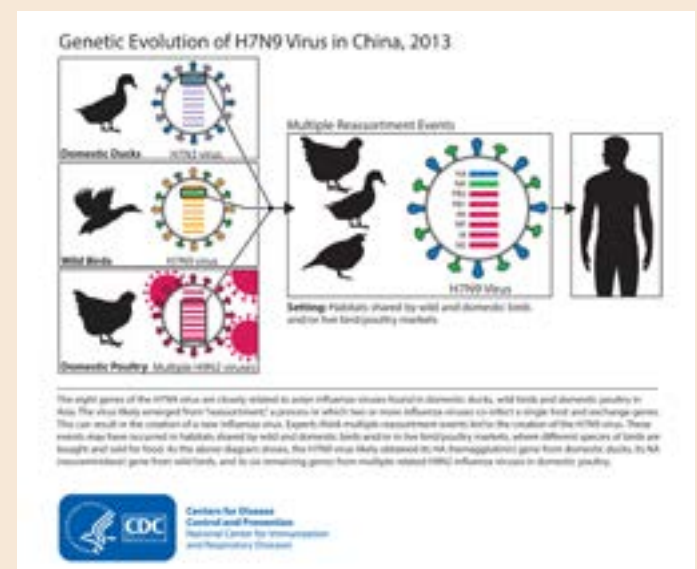 Genetic Evolution of H7N9 Virus in China, 2013
Domestic Ducks
virus
Wild Birds
virus
Domestic Poultry
Multiple H9N2 viruses
Multiple Reassortment Events
HA
NA
PB2
PB1
PA
NP
M
NS
H7N9 Virus
Setting: Habitats shared by wild and domestic birds
and/or live bird/poultry markets
The eight genes of the H7N9 virus are closely related to avian influenza viruses found in domestic ducks, wild birds and domestic poultry in
Asia. The virus likely emerged from "reassortment," a process in which two or more influenza viruses co-infect a single host and exchange genes.
This can result in the creation of a new influenza virus. Experts think multiple reassortment events led to the creation of the H7N9 virus. These
events may have occurred in habitats shared by wild and domestic birds and/or in live bird/poultry markets, where different species of birds are
bought and sold for food. As the above diagram shows, the H7N9 virus likely obtained its HA (hemagglutinin) gene from domestic ducks, its NA
(neuraminidase) gene from wild birds, and its six remaining genes from multiple related H9N2 influenza viruses in domestic poultry.
CDC
Centers for Disease
Control and Prevention
National Center for Immunization
and Respiratory Diseases